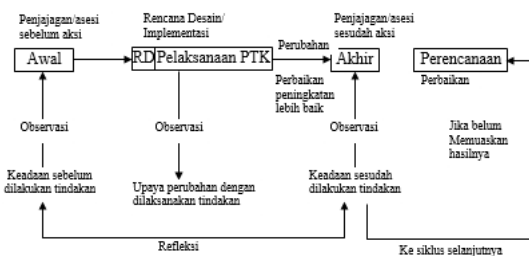 Penjajagan/asesi
sebelum aksi
Rencana Desain/
Implementasi
Penjajagan/asesi
sesudah aksi
Awal
RD
Pelaksanaan PTK
Perubahan
Akhir
Perencanaan
Perbaikan
peningkatan
lebih baik
Perbaikan
Observasi
Observasi
Observasi
Jika belum
Memuaskan
hasilnya
Keadaan sebelum
dilakukan tindakan
Upaya perubahan dengan
dilaksanakan tindakan
Keadaan sesudah
dilakukan tindakan
Refleksi
Ke siklus selanjutnya